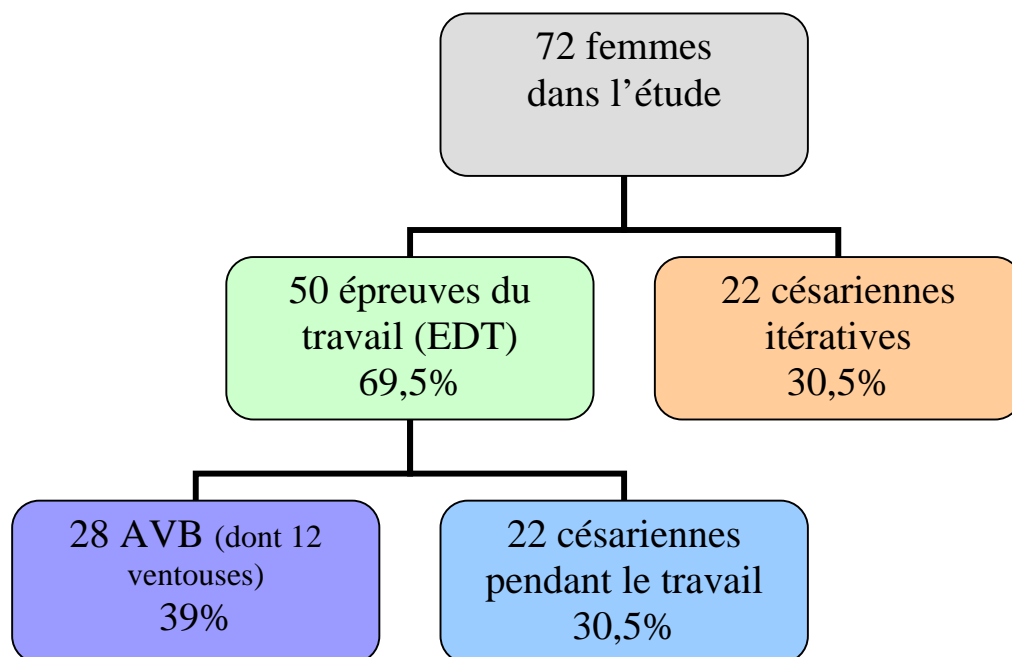 72 femmes
dans l’étude
50 épreuves du
travail (EDT)
69,5%
22 césariennes
itératives
30,5%
28 AVB (dont 12
ventouses)
39%
22 césariennes
pendant le travail
30,5%